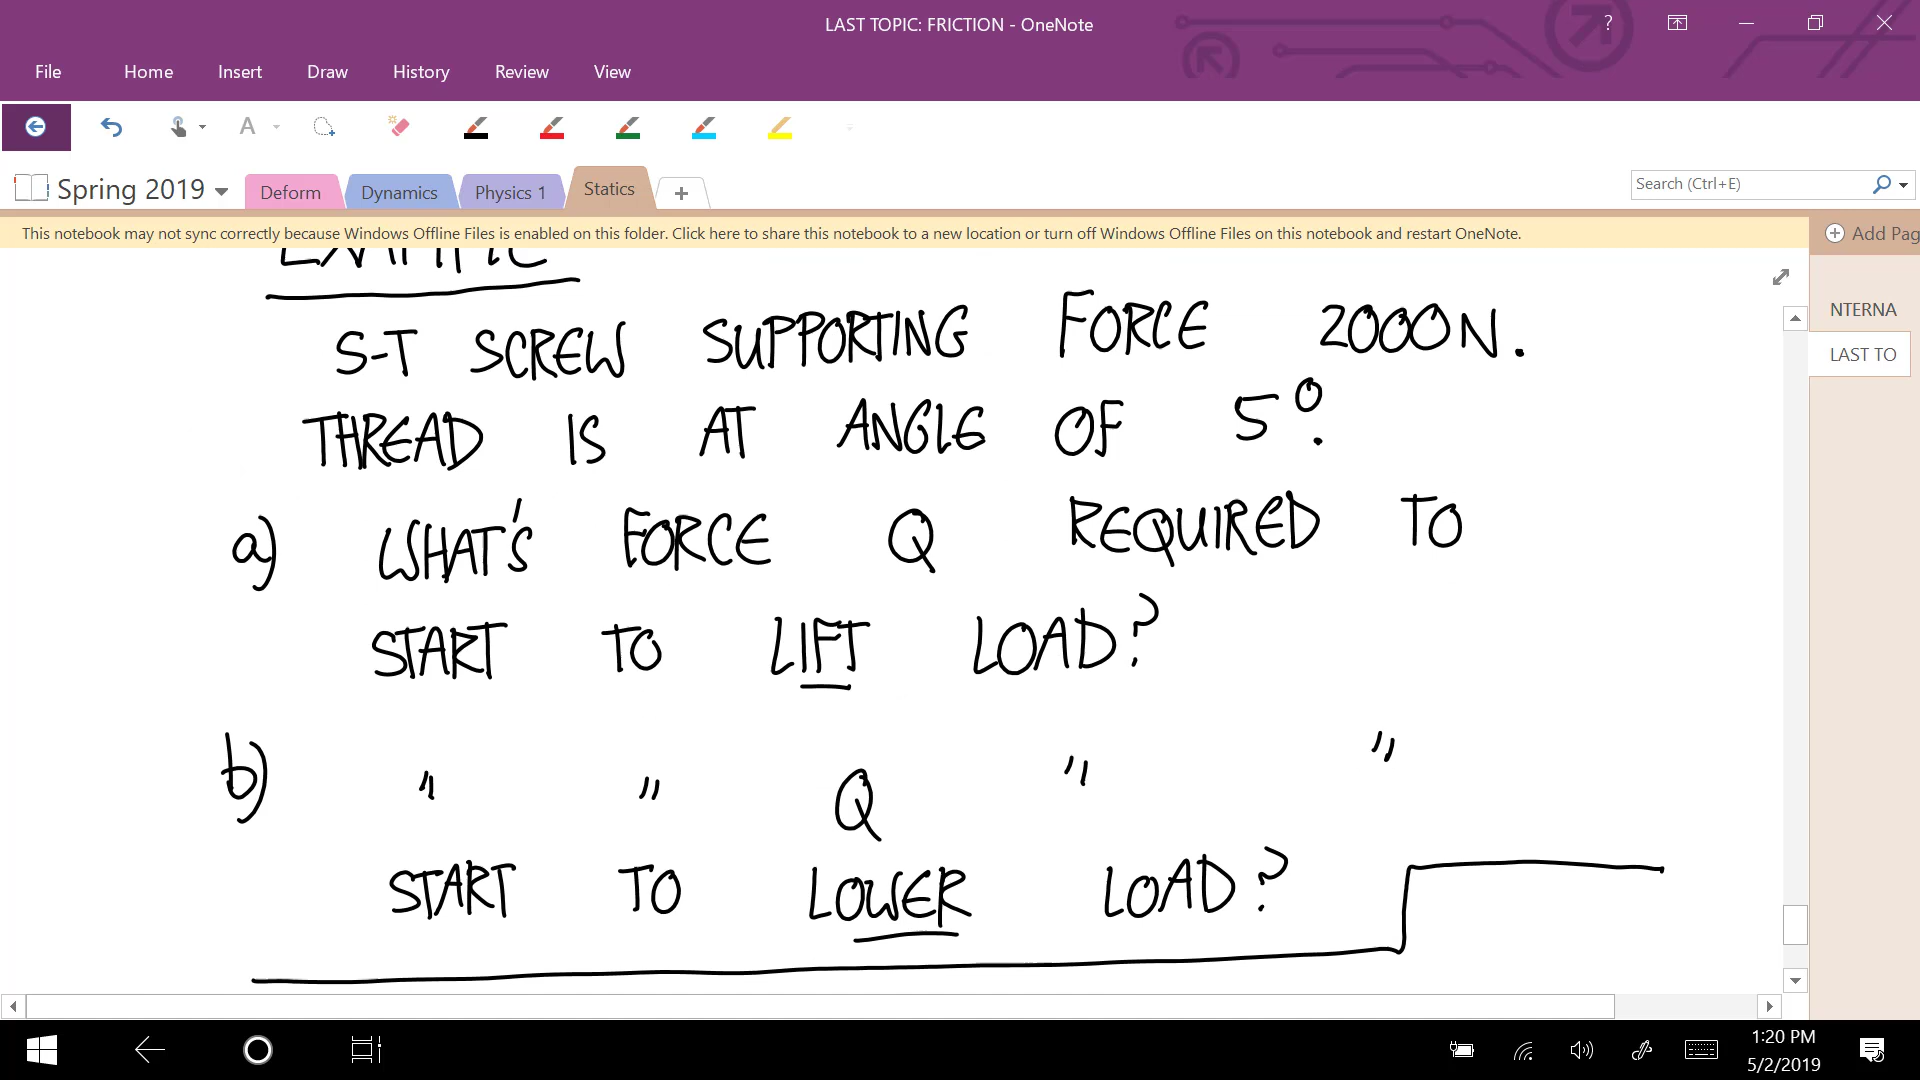 LAST TOPIC: FRICTION - OneNote
?
File Home Insert Draw History Review View
A
Spring 2019 Deform Dynamics Physics 1 Statics +
Search (Ctrl+E)
This notebook may not sync correctly because Windows Offline Files is enabled on this folder. Click here to share this notebook to a new location or turn off Windows Offline Files on this notebook and restart OneNote.
Add Pag
NTERNA
LAST TO
EXAMPLE
S-T SCREW SUPPORTING FORCE 2000N.
THREAD IS AT ANGLE OF 5°.
a) WHAT'S FORCE Q REQUIRED TO
START TO LIFT LOAD?
b) " " Q " "
START TO LOWER LOAD?
1:20 PM
5/2/2019